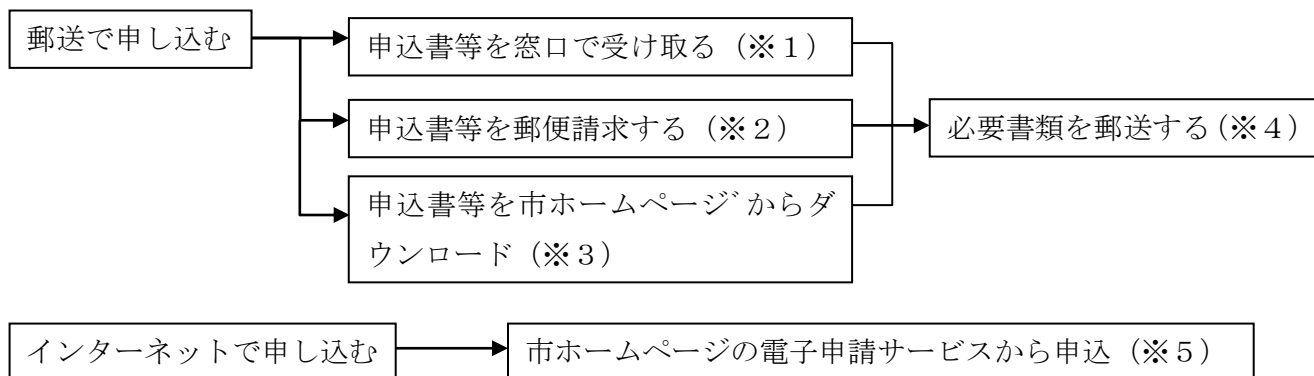 郵送で申し込む
申込書等を窓口で受け取る（※１）
申込書等を郵便請求する（※２）
必要書類を郵送する（※４）
申込書等を市ホームページ゛からダ
ウンロード（※３）
インターネットで申し込む
市ホームページの電子申請サービスから申込（※５）